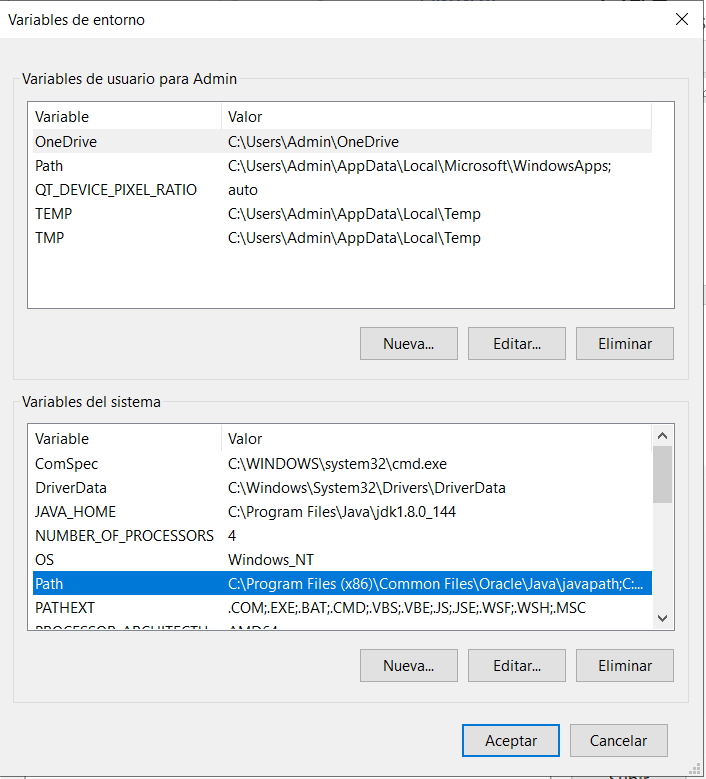 Variables de entorno
Variables de usuario para Admin
Variable Valor
OneDrive C:\Users\Admin\OneDrive
Path C:\Users\Admin\AppData\Local\Microsoft\WindowsApps;
QT_DEVICE_PIXEL_RATIO auto
TEMP C:\Users\Admin\AppData\Local\Temp
TMP C:\Users\Admin\AppData\Local\Temp
Nueva... Editar... Eliminar
Variables del sistema
Variable Valor
ComSpec C:\WINDOWS\system32\cmd.exe
DriverData C:\Windows\System32\Drivers\DriverData
JAVA_HOME C:\Program Files\Java\jdk1.8.0_144
NUMBER_OF_PROCESSORS 4
OS Windows_NT
Path C:\Program Files (x86)\Common Files\Oracle\Java\javapath;C:...
PATHEXT .COM;.EXE;.BAT;.CMD;.VBS;.VBE;.JS;.JSE;.WSF;.WSH;.MSC
Nueva... Editar... Eliminar
Aceptar Cancelar